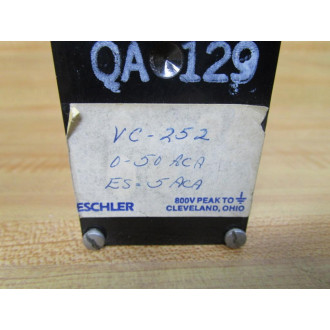 QA 129
VC-252
0-50 ACA
ES=5 ACA
ESCHLER
800V PEAK TO ⏚
CLEVELAND, OHIO